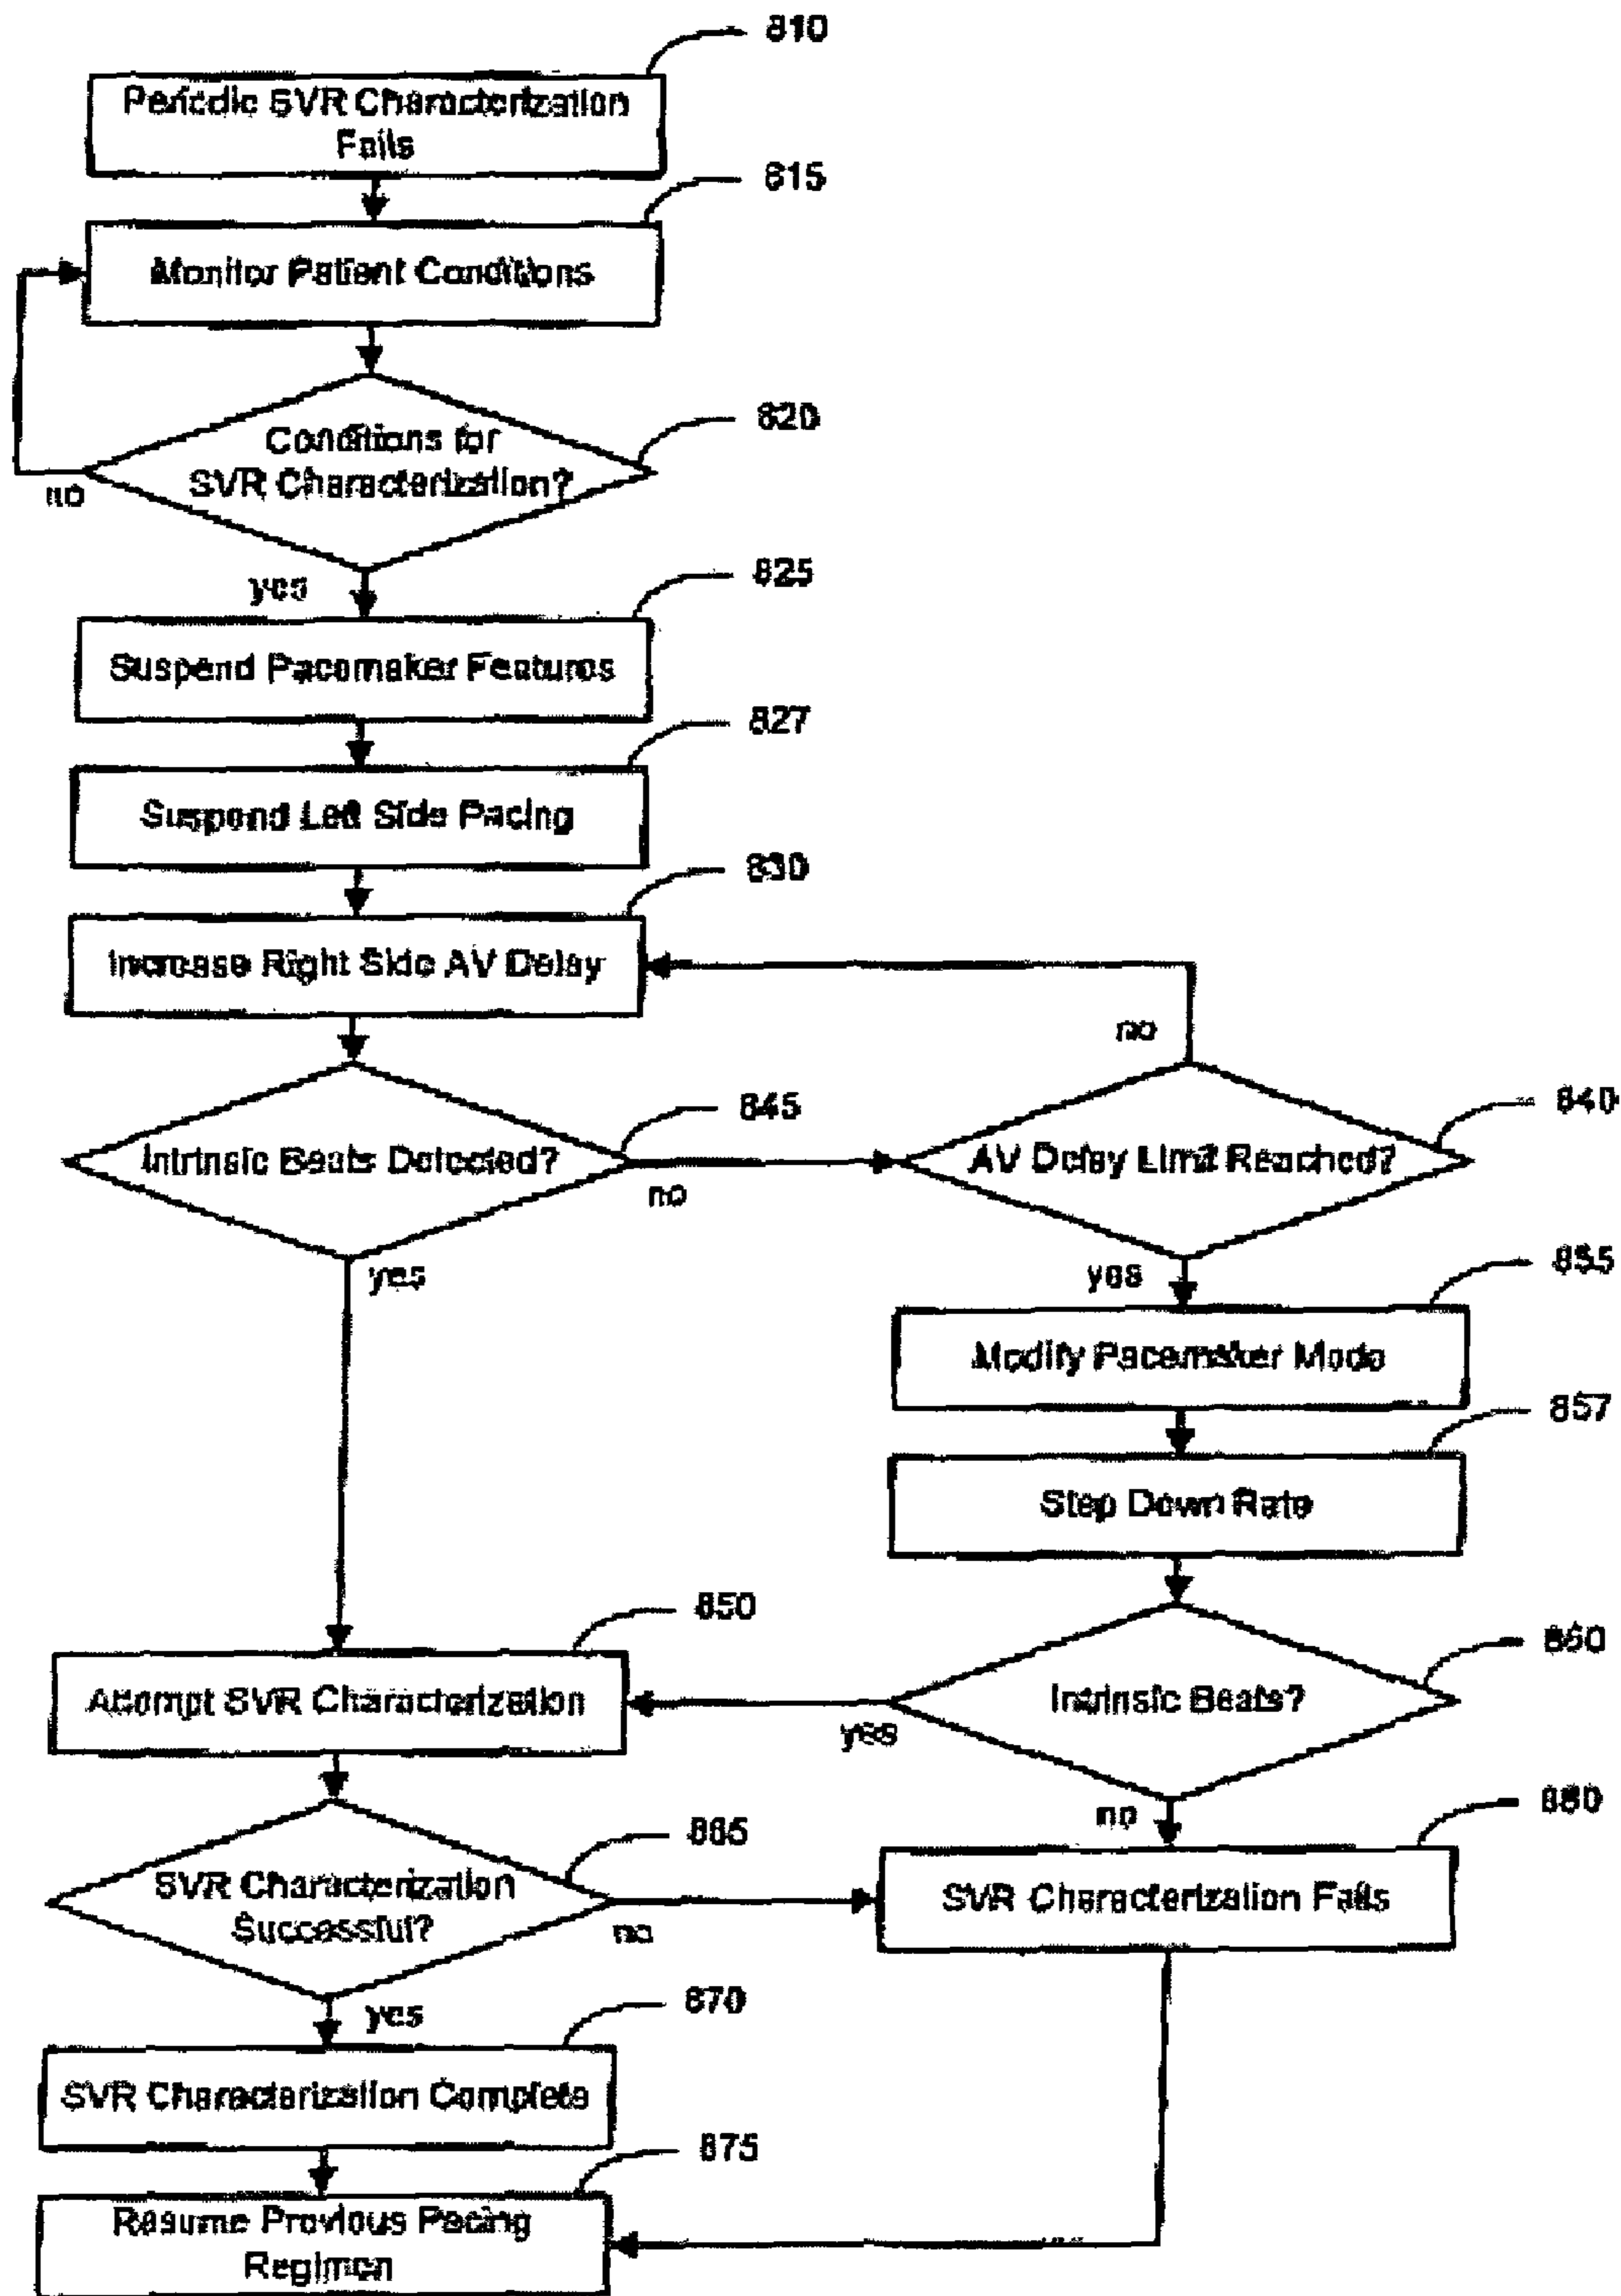 810
Periodic SVR Characterization
Fails
815
Monitor Patient Conditions
820
Conditions for
SVR Characterization?
no
yes
825
Suspend Pacemaker Features
827
Suspend Left Side Pacing
830
Increase Right Side AV Delay
no
845
Intrinsic Beats Detected?
no
840
AV Delay Limit Reached?
yes
yes
855
Modify Pacemaker Mode
857
Step Down Rate
850
Attempt SVR Characterization
860
Intrinsic Beats?
yes
no
880
SVR Characterization Fails
865
SVR Characterization
Successful?
no
yes
870
SVR Characterization Complete
875
Resume Previous Pacing
Regimen